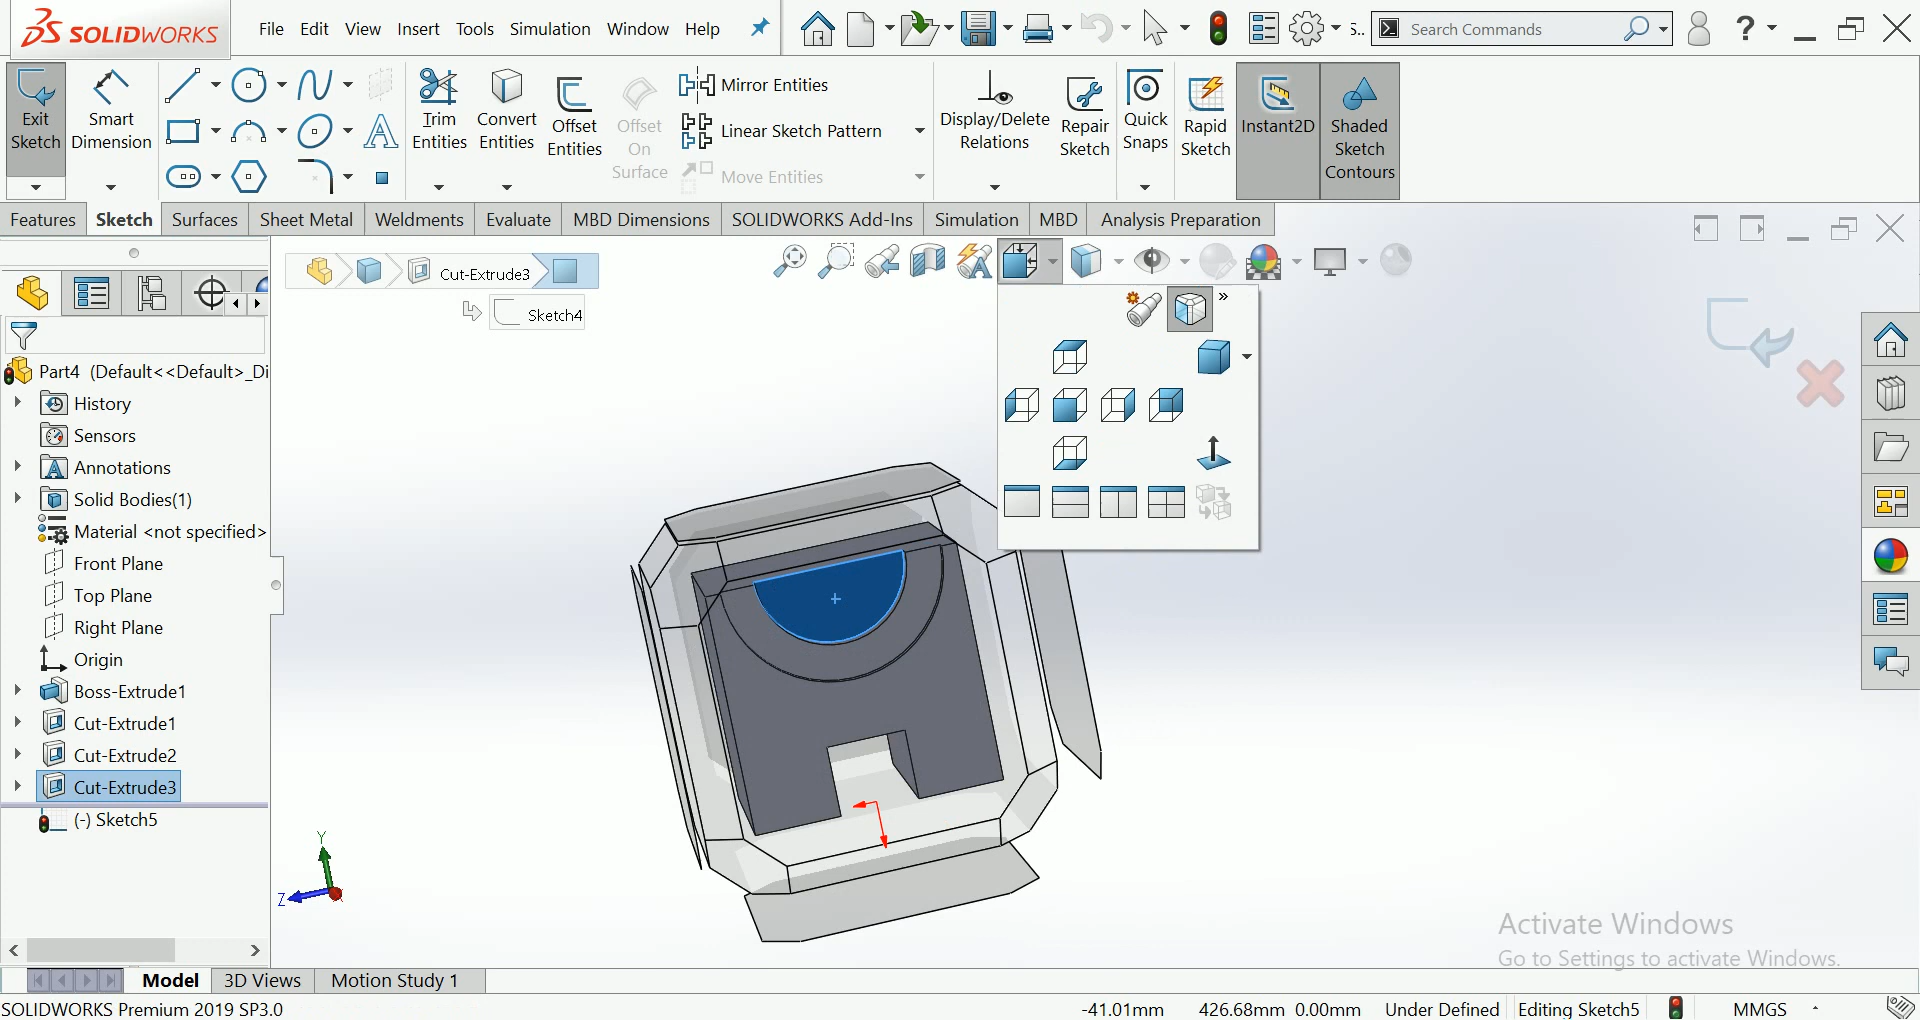 SOLIDWORKS File Edit View Insert Tools Simulation Window Help S.. Search Commands ?
Exit Sketch
Smart Dimension
Trim Entities
Convert Entities
Offset Entities
Offset On Surface
Mirror Entities
Linear Sketch Pattern
Move Entities
Display/Delete Relations
Repair Sketch
Quick Snaps
Rapid Sketch
Instant2D
Shaded Sketch Contours
Features Sketch Surfaces Sheet Metal Weldments Evaluate MBD Dimensions SOLIDWORKS Add-Ins Simulation MBD Analysis Preparation
Cut-Extrude3
Sketch4
Part4 (Default<<Default>_Di
History
Sensors
Annotations
Solid Bodies(1)
Material <not specified>
Front Plane
Top Plane
Right Plane
Origin
Boss-Extrude1
Cut-Extrude1
Cut-Extrude2
Cut-Extrude3
(-) Sketch5
Y
Z
Activate Windows
Go to Settings to activate Windows.
Model 3D Views Motion Study 1
SOLIDWORKS Premium 2019 SP3.0 -41.01mm 426.68mm 0.00mm Under Defined Editing Sketch5 MMGS